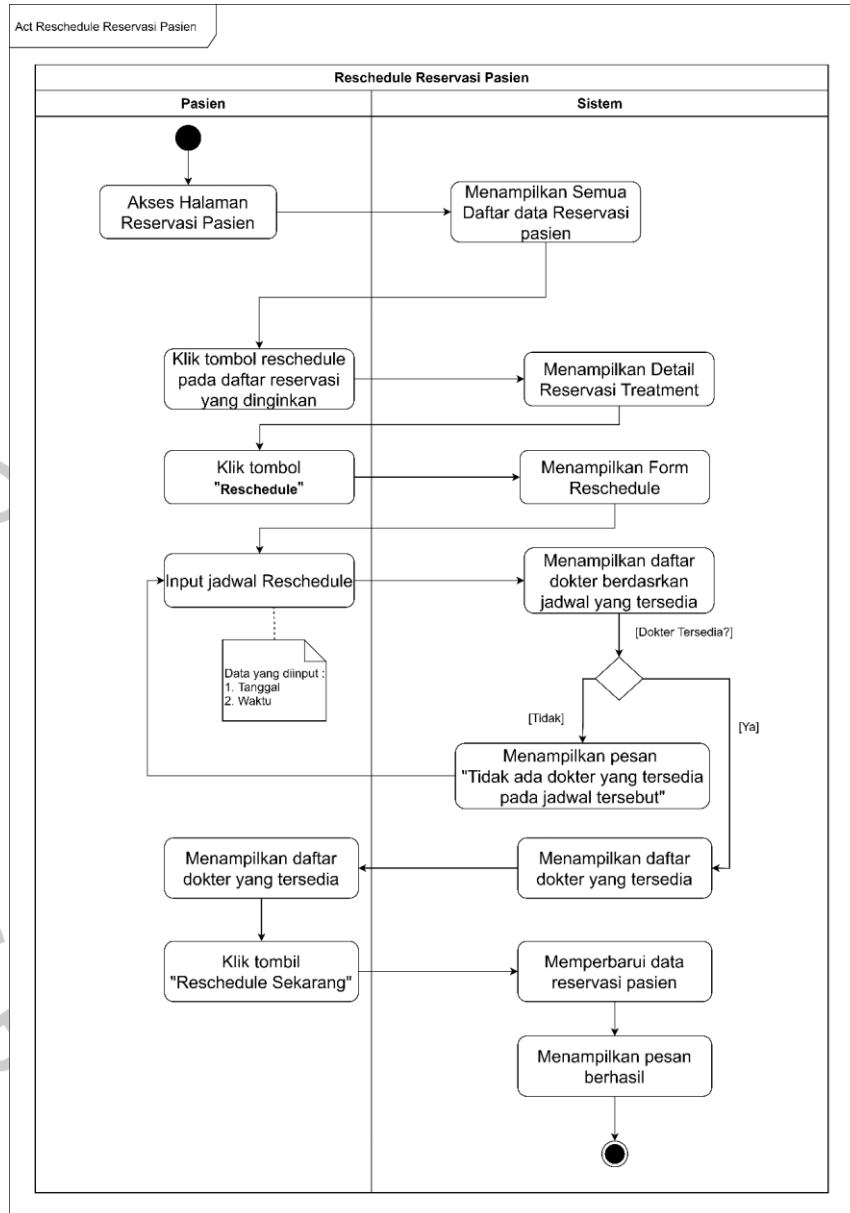 Act Reschedule Reservasi Pasien
Reschedule Reservasi Pasien
Pasien
Sistem
Akses Halaman
Reservasi Pasien
Menampilkan Semua
Daftar data Reservasi
pasien
Klik tombol reschedule
pada daftar reservasi
yang dinginkan
Menampilkan Detail
Reservasi Treatment
Klik tombol
"Reschedule"
Menampilkan Form
Reschedule
Input jadwal Reschedule
Menampilkan daftar
dokter berdasrkan
jadwal yang tersedia
[Dokter Tersedia?]
Data yang diinput :
1. Tanggal
2. Waktu
[Tidak]
[Ya]
Menampilkan pesan
"Tidak ada dokter yang tersedia
pada jadwal tersebut"
Menampilkan daftar
dokter yang tersedia
Menampilkan daftar
dokter yang tersedia
Klik tombil
"Reschedule Sekarang"
Memperbarui data
reservasi pasien
Menampilkan pesan
berhasil